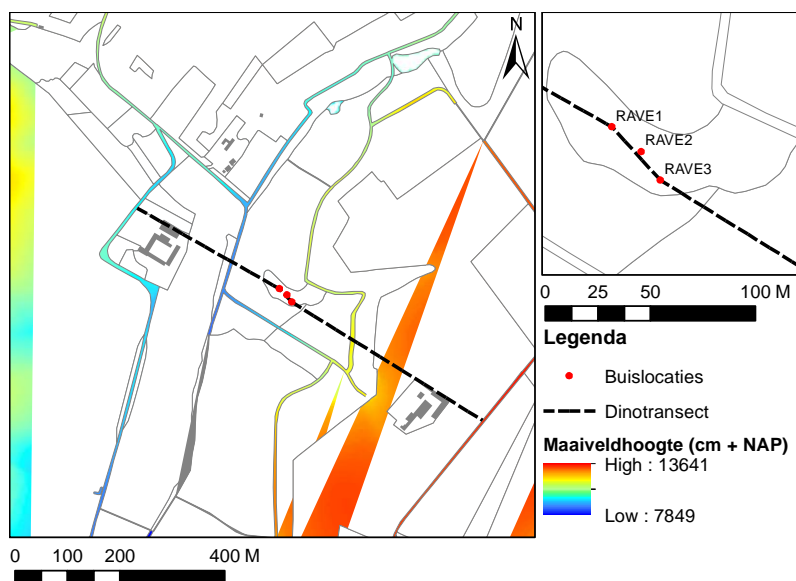 N
RAVE1
RAVE2
RAVE3
0 25 50 100 M
Legenda
Buislocaties
Dinotransect
Maaiveldhoogte (cm + NAP)
High : 13641
Low : 7849
0 100 200 400 M